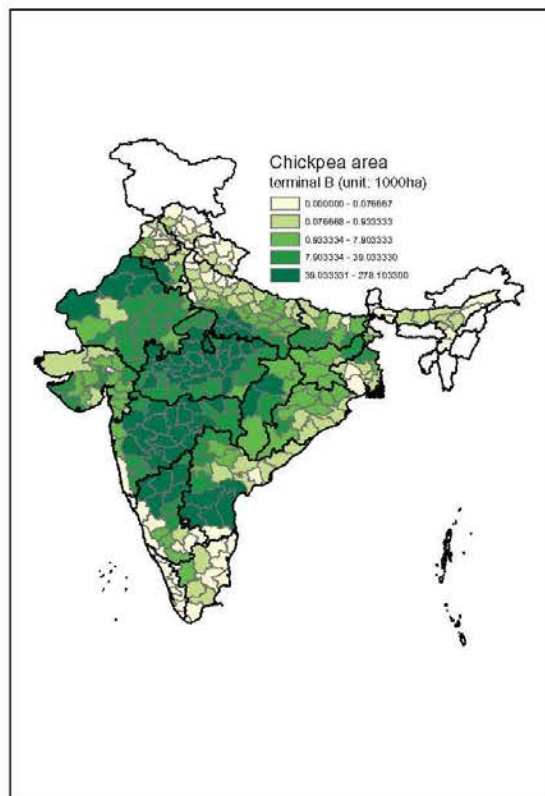 Chickpea area
terminal B (unit: 1000ha)
0.000000 - 0.076667
0.076668 - 0.933333
0.933334 - 7.903333
7.903334 - 39.033330
39.033331 - 278.103300